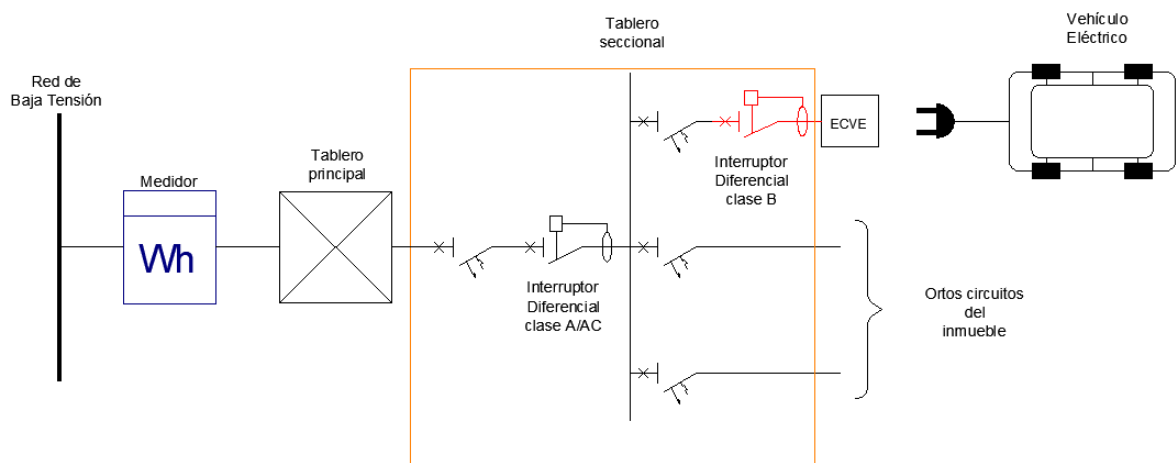 Tablero
seccional
Vehículo
Eléctrico
Red de
Baja Tensión
Medidor
Wh
Tablero
principal
ECVE
Interruptor
Diferencial
clase B
Interruptor
Diferencial
clase A/AC
Ortos circuitos
del
inmueble